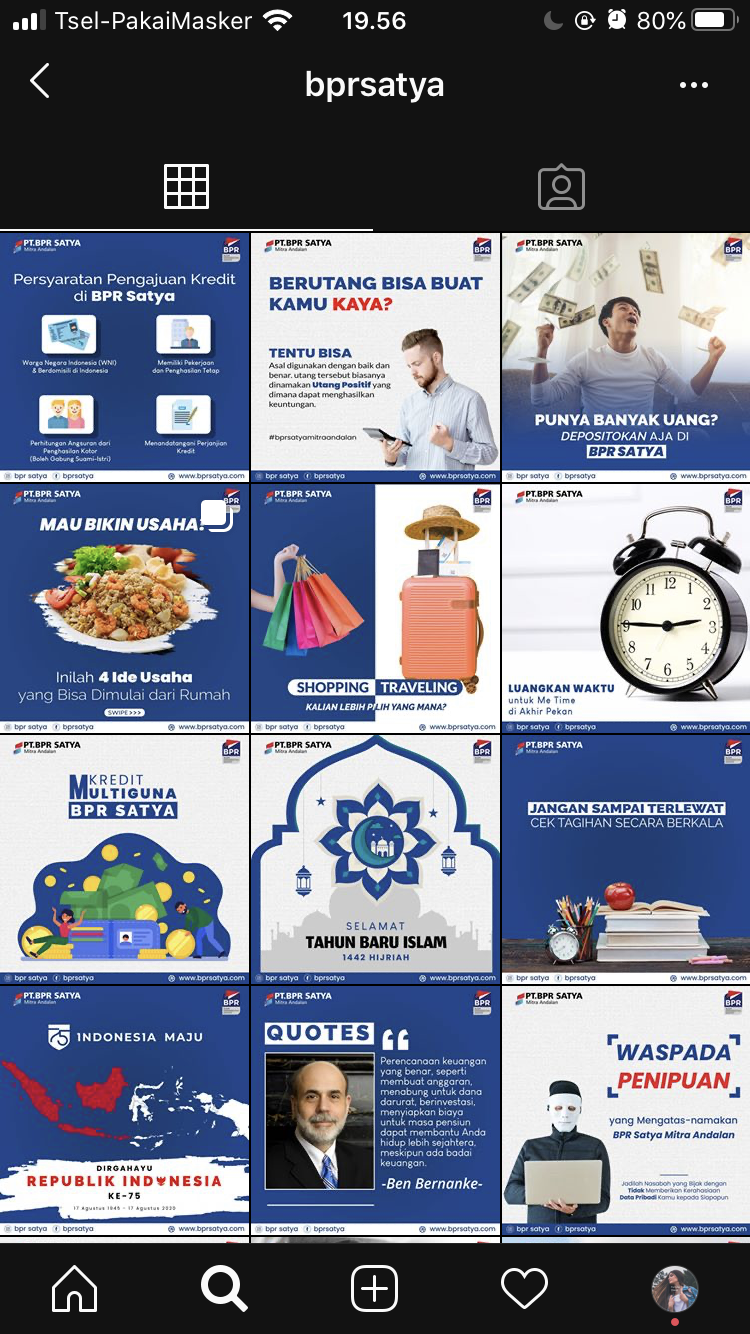 Tsel-PakaiMasker
19.56
80%
bprsatya
PT.BPR SATYA
Mitra Andalan
BPR
Persyaratan Pengajuan Kredit
di BPR Satya
Warga Negara Indonesia (WNI)
& Berdomisili di Indonesia
Memiliki Pekerjaan
dan Penghasilan Tetap
Perhitungan Angsuran dari
Penghasilan Kotor
(Boleh Gabung Suami-Istri)
Menandatangani Perjanjian
Kredit
bpr satya
bprsatya
www.bprsatya.com
PT.BPR SATYA
Mitra Andalan
BPR
BERUTANG BISA BUAT
KAMU KAYA?
TENTU BISA
Asal digunakan dengan baik dan
benar, utang tersebut biasanya
dinamakan Utang Positif yang
dimana dapat menghasilkan
keuntungan.
#bprsatyamitraandalan
bpr satya
bprsatya
www.bprsatya.com
PT.BPR SATYA
Mitra Andalan
BPR
PUNYA BANYAK UANG?
DEPOSITOKAN AJA DI
BPR SATYA
bpr satya
bprsatya
www.bprsatya.com
PT.BPR SATYA
Mitra Andalan
BPR
MAU BIKIN USAHA?
Inilah 4 Ide Usaha
yang Bisa Dimulai dari Rumah
SWIPE>>>
bpr satya
bprsatya
www.bprsatya.com
PT.BPR SATYA
Mitra Andalan
BPR
SHOPPING
TRAVELING
KALIAN LEBIH PILIH YANG MANA?
bpr satya
bprsatya
www.bprsatya.com
PT.BPR SATYA
Mitra Andalan
BPR
12
1
2
3
4
5
6
7
8
9
10
11
LUANGKAN WAKTU
untuk Me Time
di Akhir Pekan
bpr satya
bprsatya
www.bprsatya.com
PT.BPR SATYA
Mitra Andalan
BPR
KREDIT
MULTIGUNA
BPR SATYA
bpr satya
bprsatya
www.bprsatya.com
PT.BPR SATYA
Mitra Andalan
BPR
SELAMAT
TAHUN BARU ISLAM
1442 HIJRIAH
bpr satya
bprsatya
www.bprsatya.com
PT.BPR SATYA
Mitra Andalan
BPR
JANGAN SAMPAI TERLEWAT
CEK TAGIHAN SECARA BERKALA
bpr satya
bprsatya
www.bprsatya.com
PT.BPR SATYA
Mitra Andalan
BPR
75
INDONESIA MAJU
DIRGAHAYU
REPUBLIK INDONESIA
KE-75
17 Agustus 1945 - 17 Agustus 2020
bpr satya
bprsatya
www.bprsatya.com
PT.BPR SATYA
Mitra Andalan
BPR
QUOTES
Perencanaan keuangan
yang benar, seperti
membuat anggaran,
menabung untuk dana
darurat, berinvestasi,
menyiapkan biaya
untuk masa pensiun
dapat membantu Anda
hidup lebih sejahtera,
meskipun ada badai
keuangan.
-Ben Bernanke-
bpr satya
bprsatya
www.bprsatya.com
PT.BPR SATYA
Mitra Andalan
BPR
WASPADA
PENIPUAN
yang Mengatas-namakan
BPR Satya Mitra Andalan
Jadilah Nasabah yang Bijak dengan
Tidak Memberikan Kerahasiaan
Data Pribadi Kamu kepada Siapapun
bpr satya
bprsatya
www.bprsatya.com